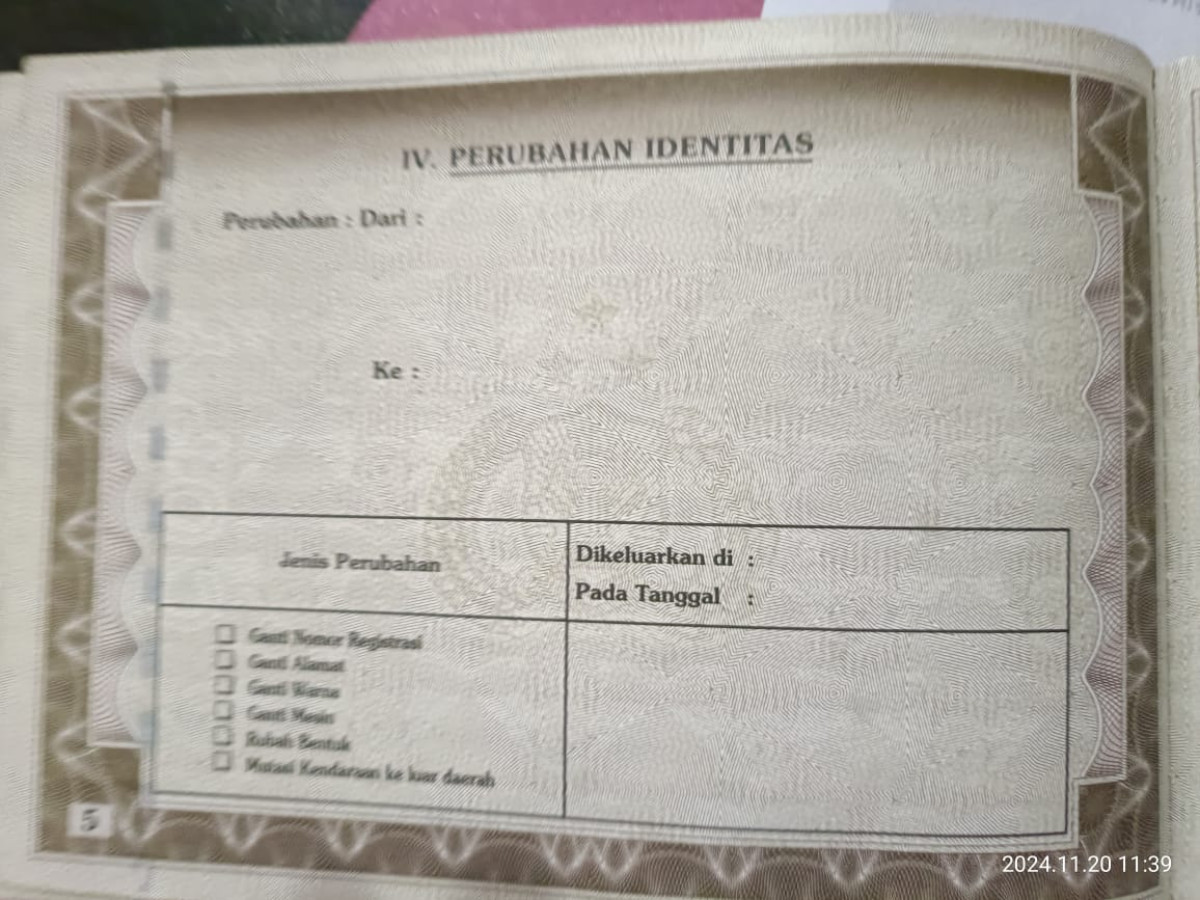 IV. PERUBAHAN IDENTITAS
Perubahan : Dari :
Ke :
Jenis Perubahan
Dikeluarkan di :
Pada Tanggal :
☐ Ganti Nomor Registrasi
☐ Ganti Alamat
☐ Ganti Warna
☐ Ganti Mesin
☐ Rubah Bentuk
☐ Mutasi Kendaraan ke luar daerah
5
2024.11.20 11:39